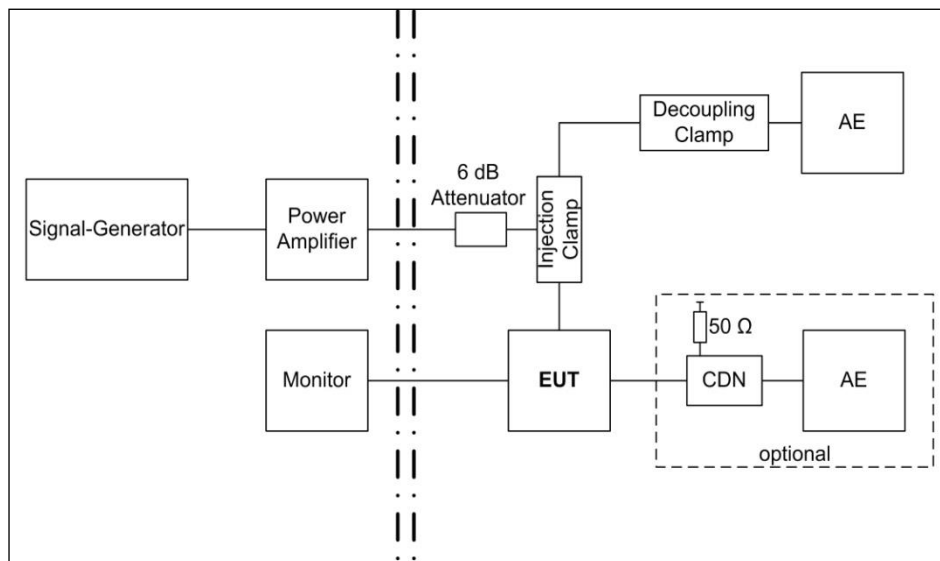 Signal-Generator
Power
Amplifier
6 dB
Attenuator
Injection
Clamp
Decoupling
Clamp
AE
Monitor
EUT
50 Ω
CDN
AE
optional